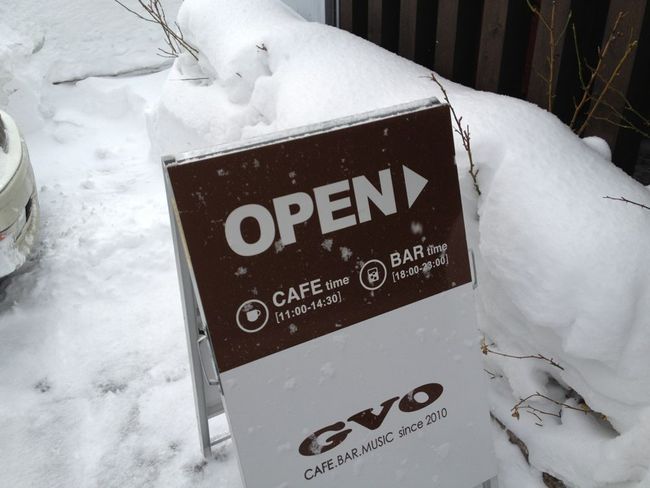 OPEN
CAFE time
[11:00-14:30]
BAR time
[18:00-23:00]
GVO
CAFE.BAR.MUSIC since 2010